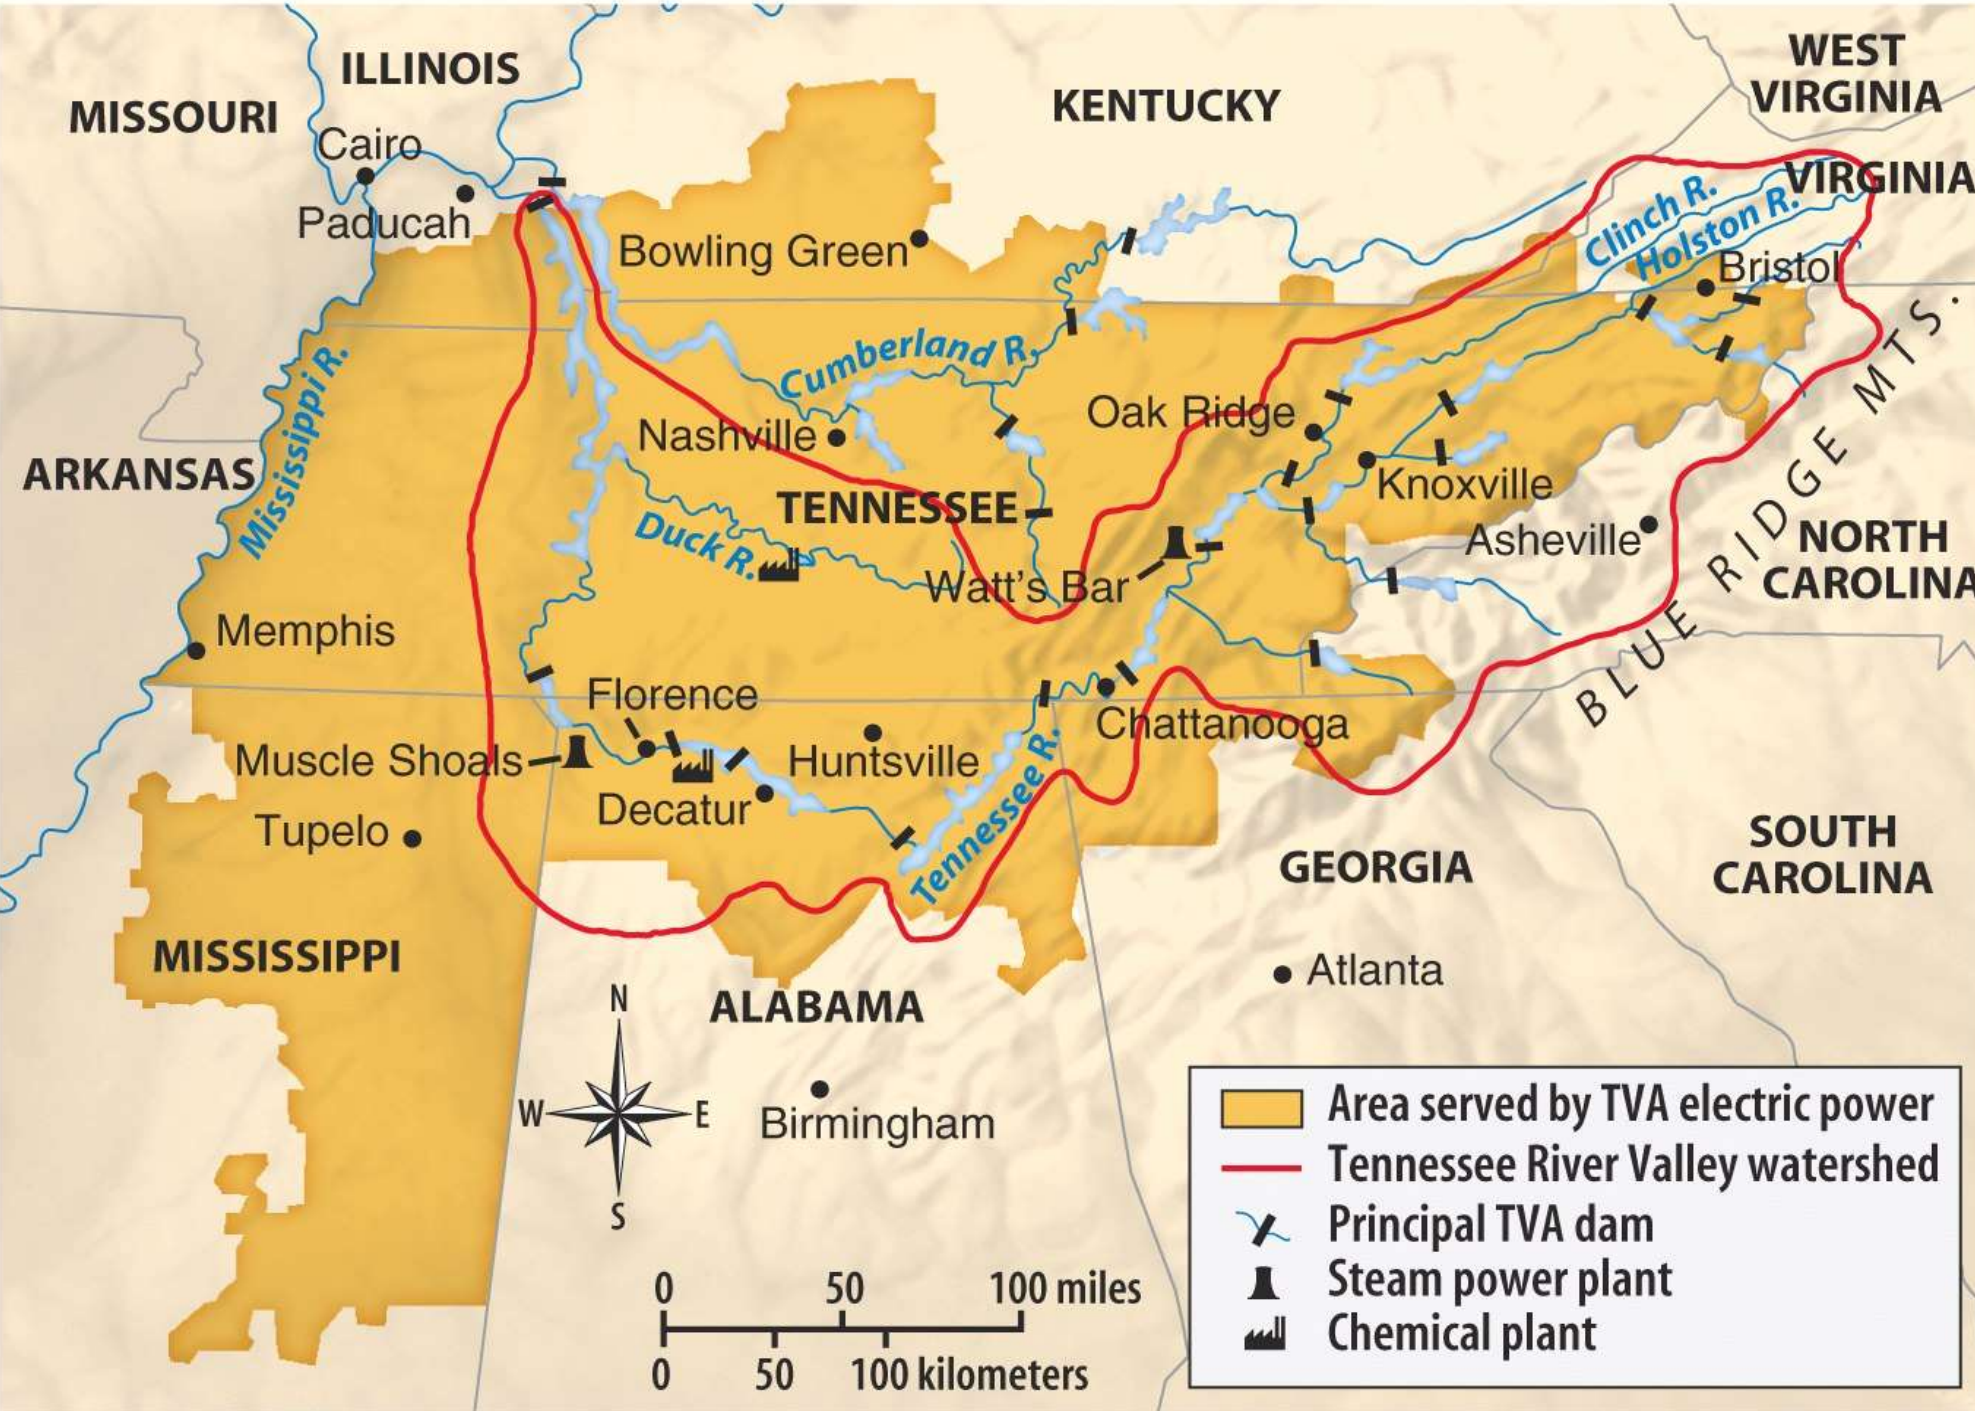 ILLINOIS
MISSOURI
Cairo
Paducah
KENTUCKY
WEST
VIRGINIA
VIRGINIA
Clinch R.
Holston R.
Bristol
Bowling Green
Cumberland R.
Mississippi R.
ARKANSAS
Nashville
Oak Ridge
TENNESSEE
Knoxville
Duck R.
Watt's Bar
Asheville
NORTH
CAROLINA
BLUE RIDGE MTS.
Memphis
Florence
Muscle Shoals
Huntsville
Chattanooga
Decatur
Tennessee R.
Tupelo
SOUTH
CAROLINA
GEORGIA
MISSISSIPPI
Atlanta
ALABAMA
Birmingham
N
W
E
S
0 50 100 miles
0 50 100 kilometers
Area served by TVA electric power
Tennessee River Valley watershed
Principal TVA dam
Steam power plant
Chemical plant